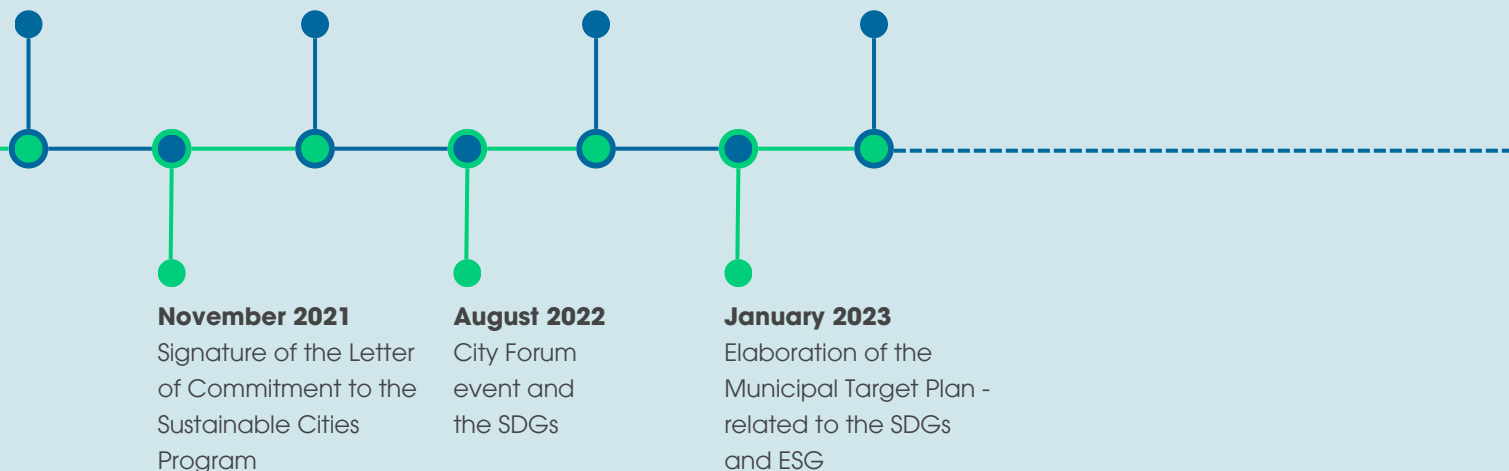 November 2021
Signature of the Letter
of Commitment to the
Sustainable Cities
Program
August 2022
City Forum
event and
the SDGs
January 2023
Elaboration of the
Municipal Target Plan -
related to the SDGs
and ESG